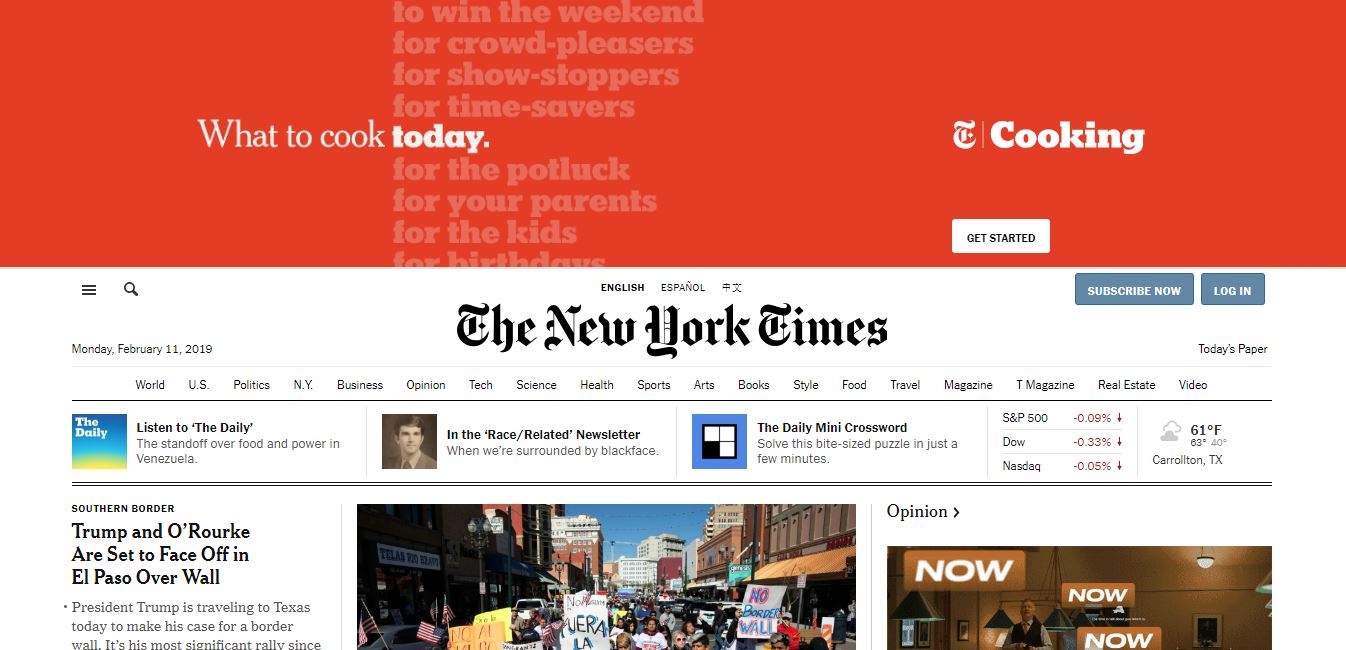 to win the weekend
for crowd-pleasers
for show-stoppers
for time-savers
What to cook today.
for the potluck
for your parents
for the kids
for birthdays
T Cooking
GET STARTED
ENGLISH ESPAÑOL 中文
SUBSCRIBE NOW LOG IN
The New York Times
Monday, February 11, 2019
Today's Paper
World U.S. Politics N.Y. Business Opinion Tech Science Health Sports Arts Books Style Food Travel Magazine T Magazine Real Estate Video
The
Daily
Listen to ‘The Daily’
The standoff over food and power in
Venezuela.
In the ‘Race/Related’ Newsletter
When we’re surrounded by blackface.
The Daily Mini Crossword
Solve this bite-sized puzzle in just a
few minutes.
S&P 500 -0.09%
Dow -0.33%
Nasdaq -0.05%
61°F
63° 40°
Carrollton, TX
SOUTHERN BORDER
Trump and O’Rourke
Are Set to Face Off in
El Paso Over Wall
• President Trump is traveling to Texas
today to make his case for a border
wall. It’s his most significant rally since
TEXAS RIO BRAVO
NO
BORDER
WALL
NO AL
FUERA
LA
Opinion >
NOW
NOW
NOW